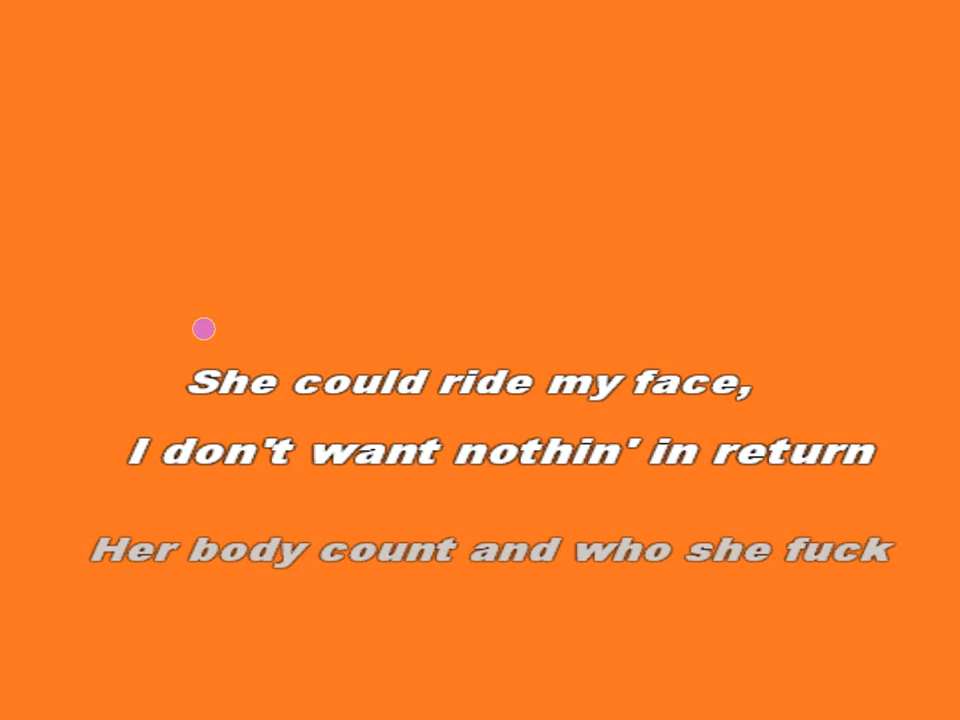 She could ride my face,
I don't want nothin' in return
Her body count and who she fuck